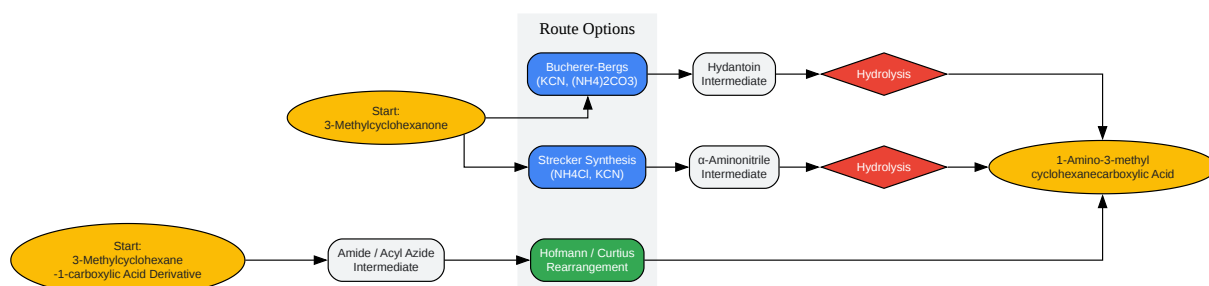 Route Options
Bucherer-Bergs
(KCN, (NH4)2CO3)
Hydantoin
Intermediate
Hydrolysis
Start:
3-Methylcyclohexanone
Strecker Synthesis
(NH4Cl, KCN)
α-Aminonitrile
Intermediate
Hydrolysis
1-Amino-3-methyl
cyclohexanecarboxylic Acid
Start:
3-Methylcyclohexane
-1-carboxylic Acid Derivative
Amide / Acyl Azide
Intermediate
Hofmann / Curtius
Rearrangement